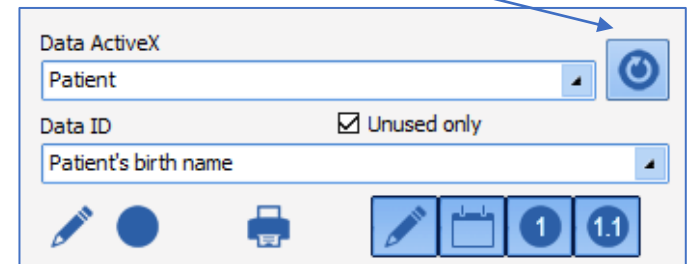 Data ActiveX
Patient
Data ID
Unused only
Patient's birth name
1
1.1